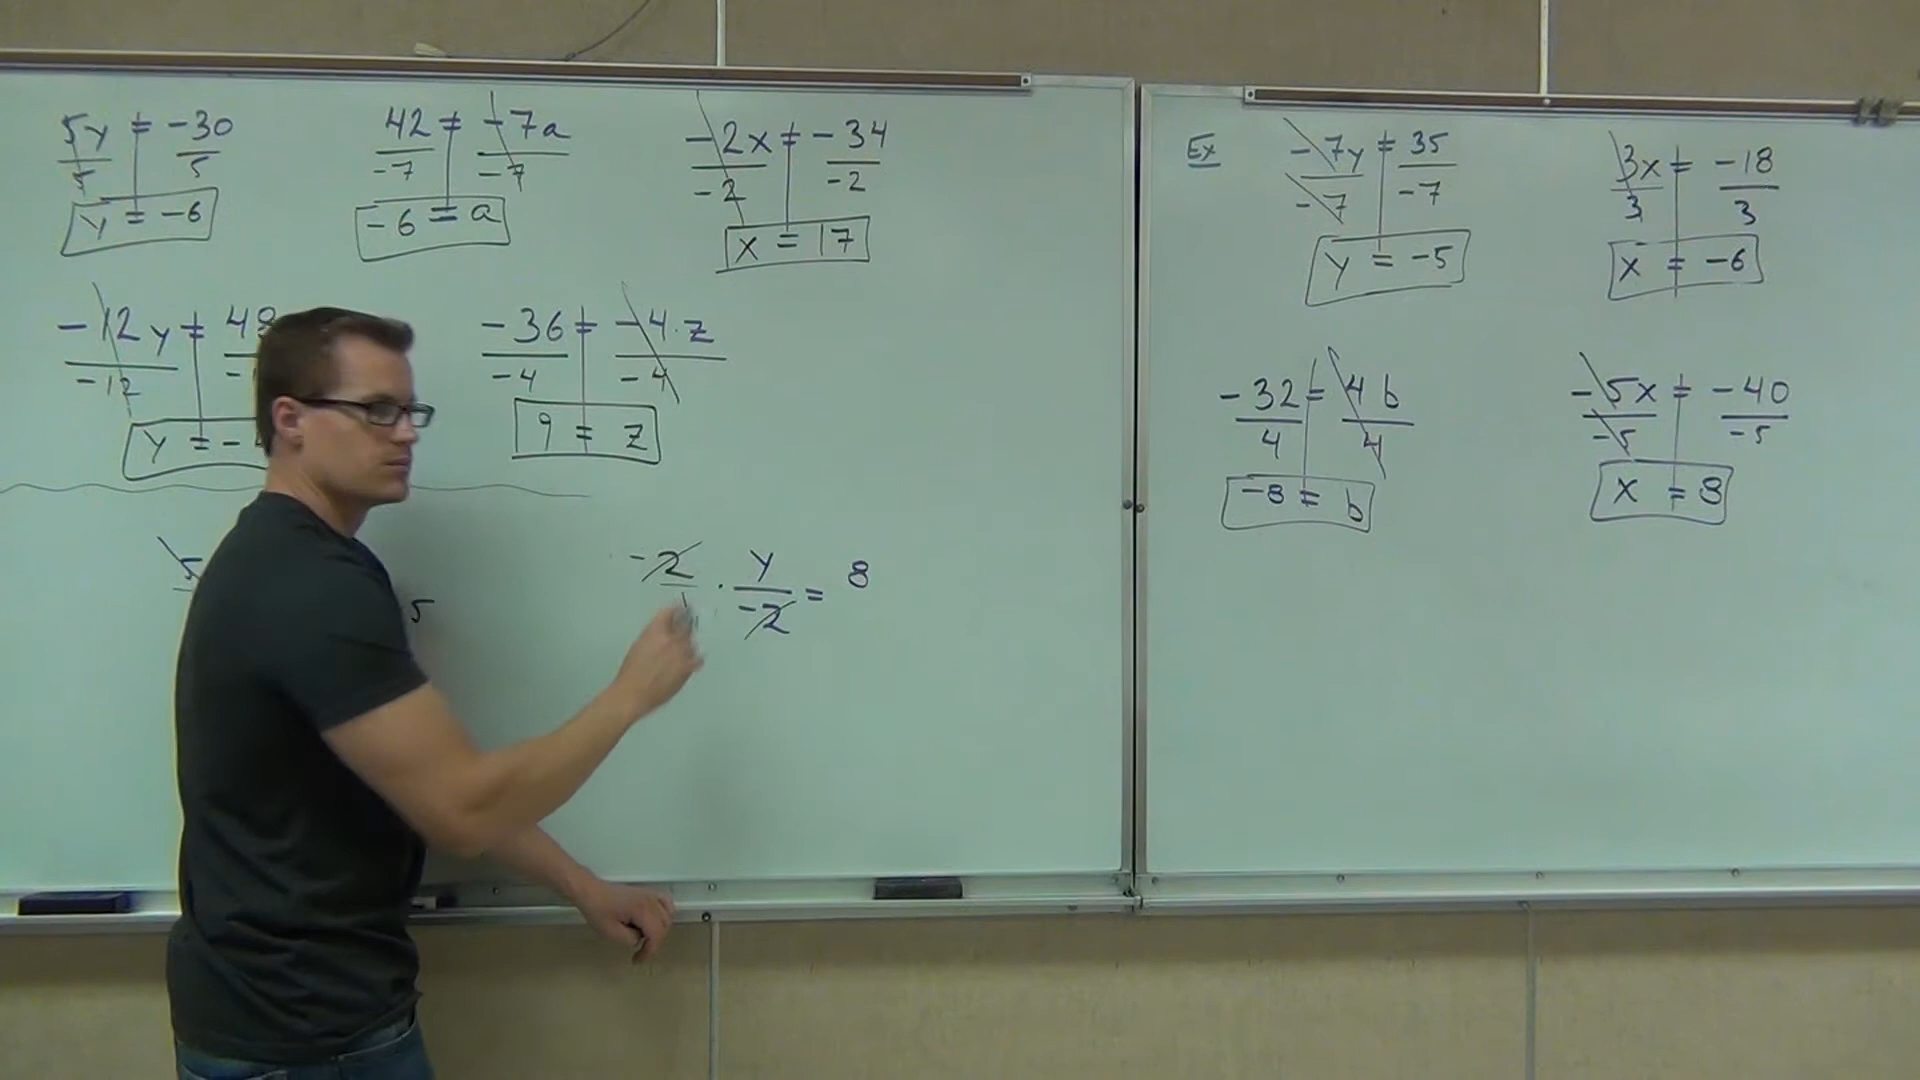 5y = -30
5 5
y = -6
42 = -7a
-7 -7
-6 = a
-2x = -34
-2 -2
x = 17
-12y = 48
-12
y = -
-36 = -4·z
-4 -4
9 = z
5
5
-2/1 · y/-2 = 8
Ex
-7y = 35
-7 -7
y = -5
3x = -18
3 3
x = -6
-32 = 4b
4 4
-8 = b
-5x = -40
-5 -5
x = 8